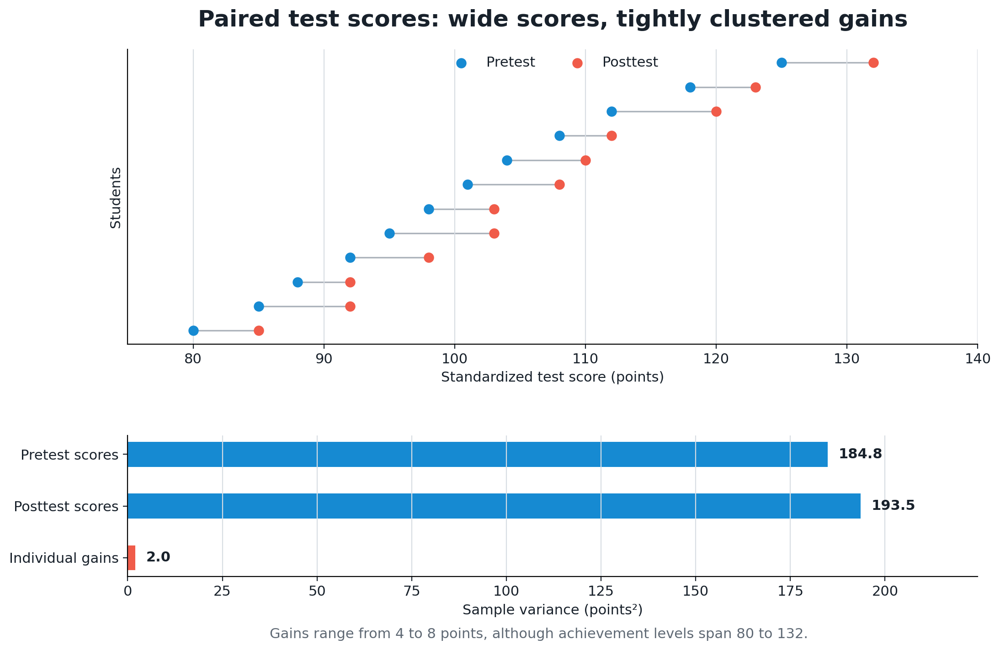 Paired test scores: wide scores, tightly clustered gains
Pretest
Posttest
Students
80 90 100 110 120 130 140
Standardized test score (points)
Pretest scores
184.8
Posttest scores
193.5
Individual gains
2.0
0 25 50 75 100 125 150 175 200
Sample variance (points²)
Gains range from 4 to 8 points, although achievement levels span 80 to 132.